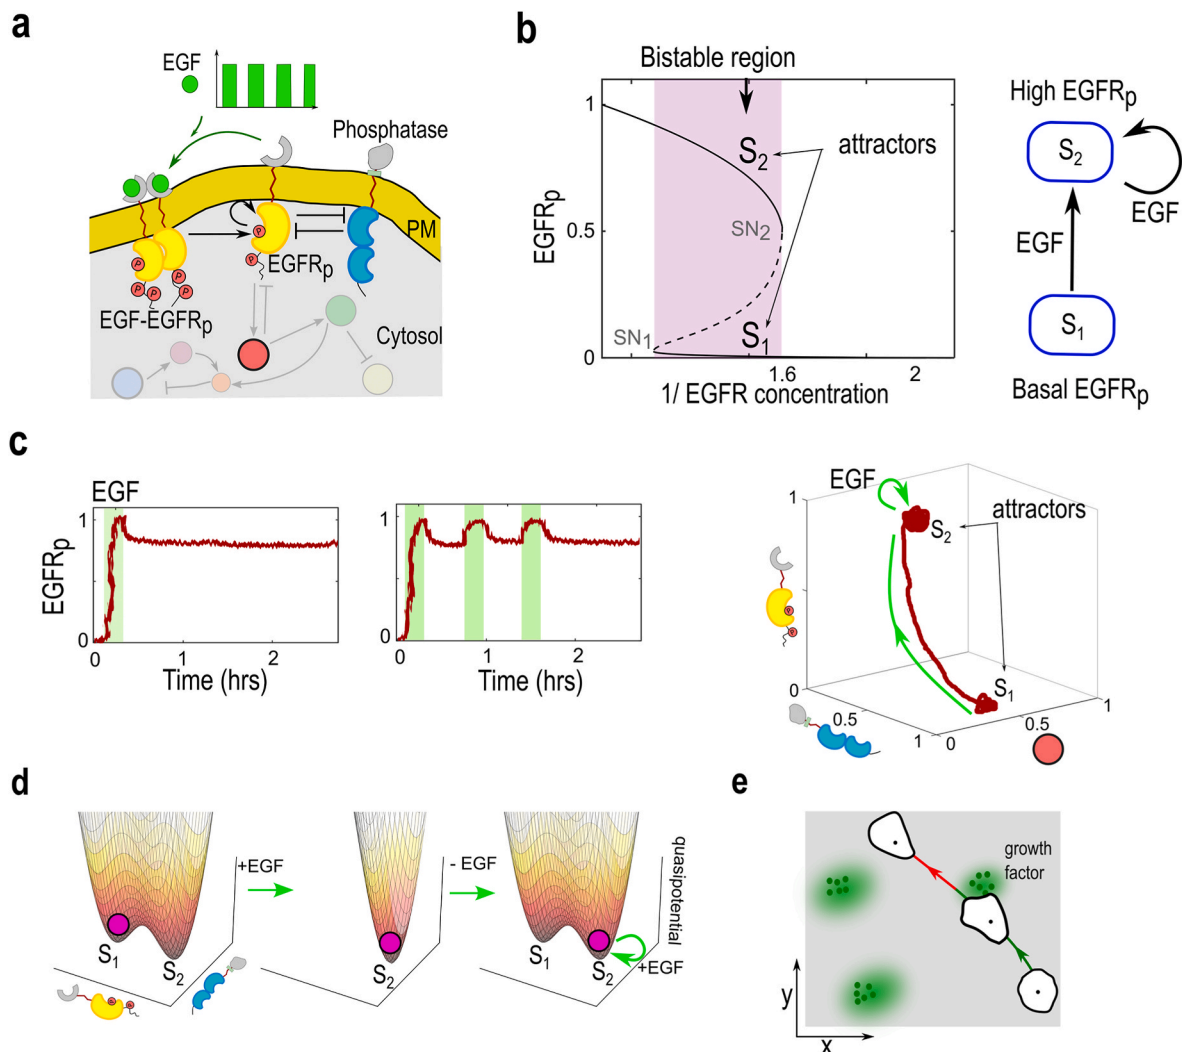 a
EGF
Phosphatase
PM
P
P
P
P
P
P
P
EGFRp
EGF-EGFRp
Cytosol
b
Bistable region
1
S2
attractors
EGFRp
0.5
SN2
SN1
S1
0
1.6
2
1/ EGFR concentration
High EGFRp
S2
EGF
EGF
S1
Basal EGFRp
c
EGF
1
EGFRp
0
0
1
2
Time (hrs)
1
0
0
1
2
Time (hrs)
EGF
1
attractors
S2
P
P
S1
0
0.5
1
0
0.5
1
d
+EGF
- EGF
quasipotential
S1
S2
S2
S1
S2
+EGF
e
growth
factor
y
x